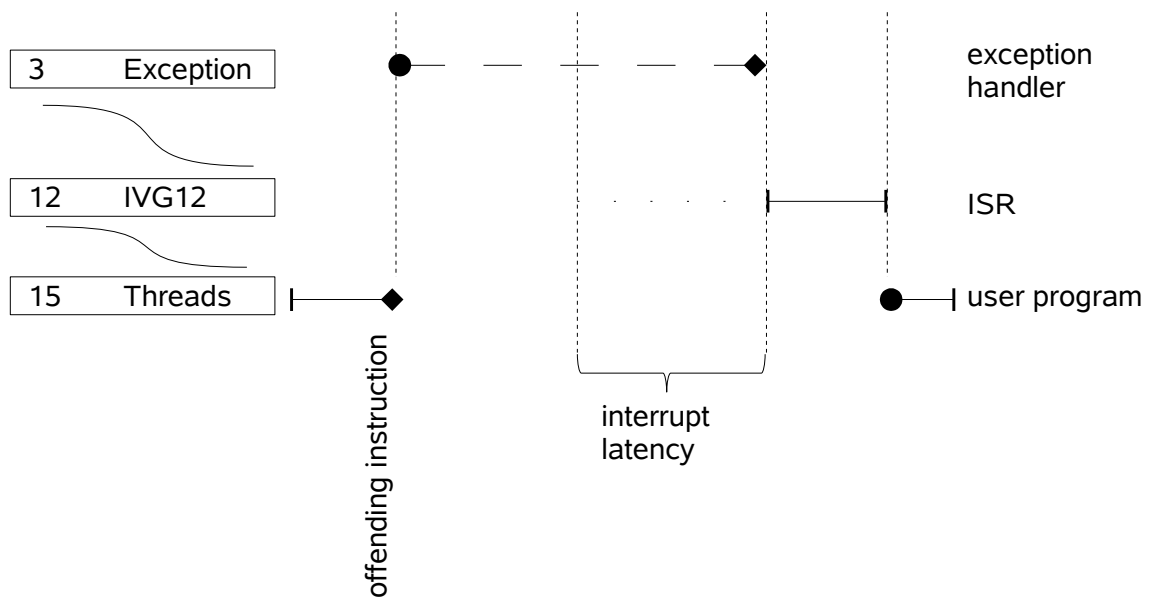 3 Exception
exception
handler
12 IVG12
ISR
15 Threads
user program
offending instruction
interrupt
latency